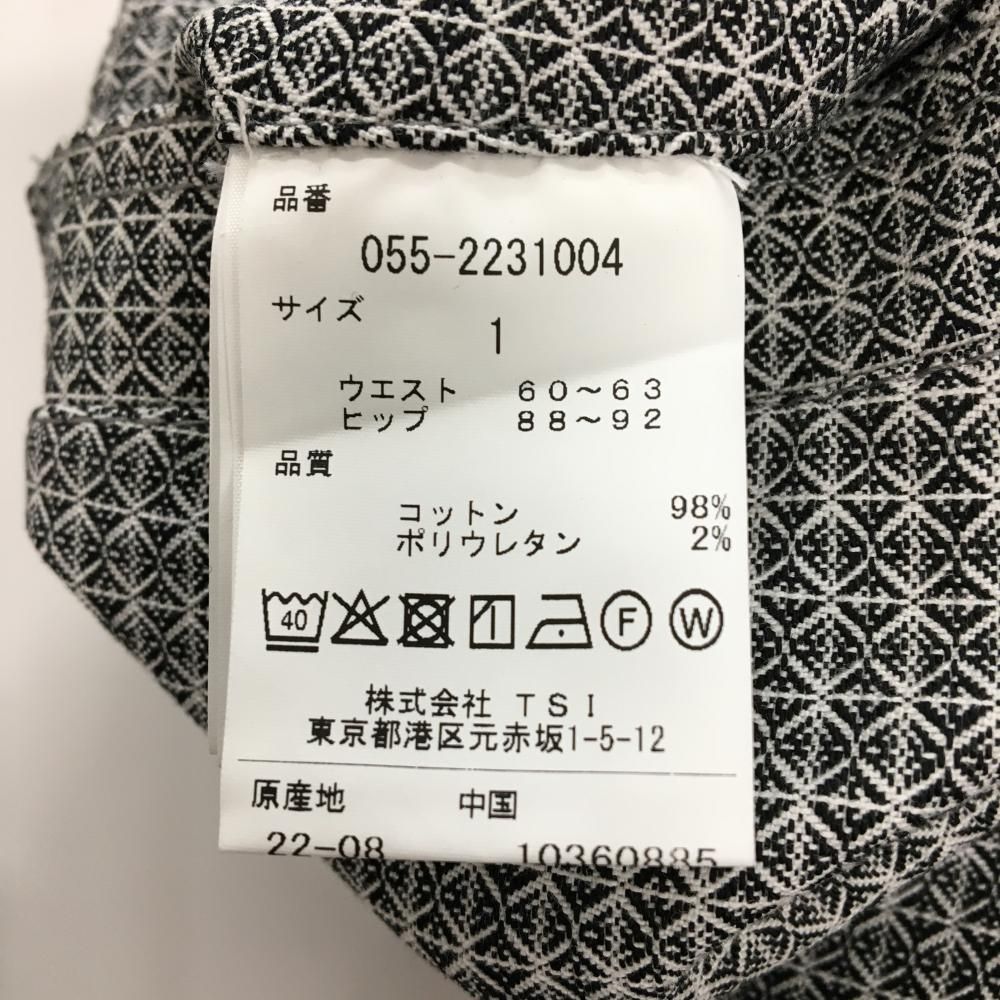 品番
055-2231004
サイズ
1
ウエスト 60～63
ヒップ 88～92
品質
コットン 98%
ポリウレタン 2%
40 F W
株式会社 TSI
東京都港区元赤坂1-5-12
原産地 中国
22-08 10360885